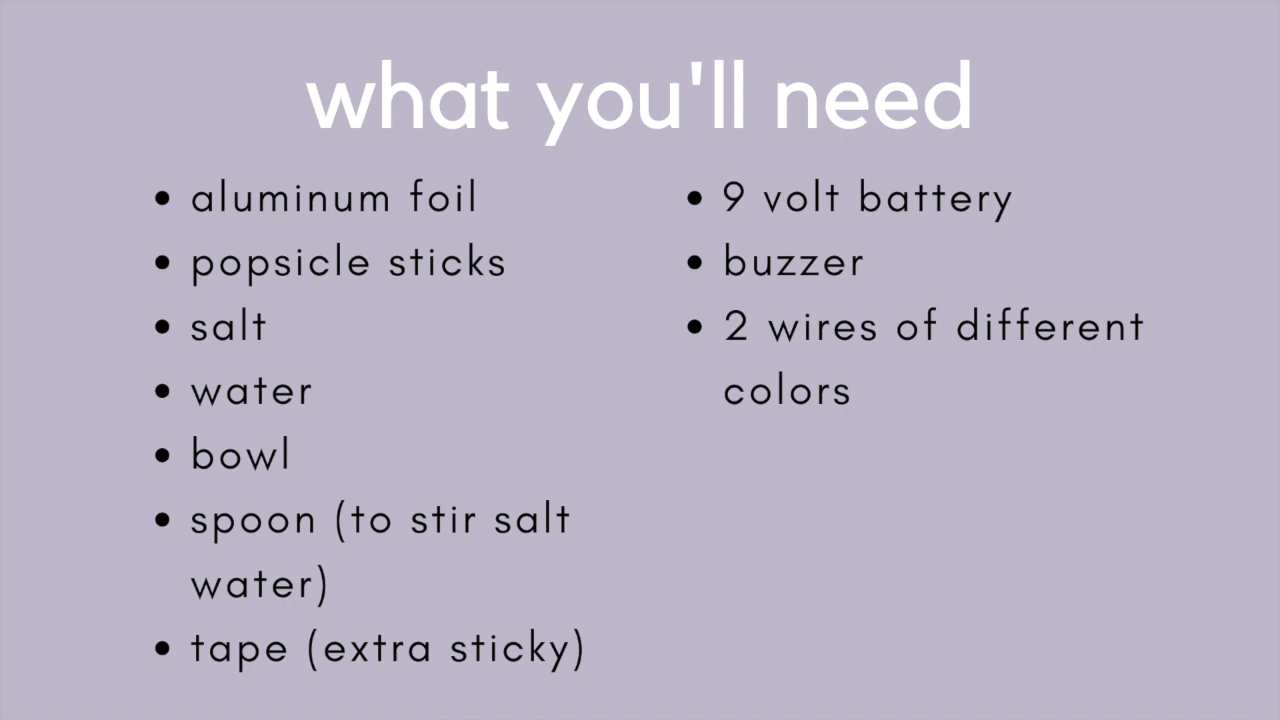 what you'll need
• aluminum foil
• popsicle sticks
• salt
• water
• bowl
• spoon (to stir salt
water)
• tape (extra sticky)
• 9 volt battery
• buzzer
• 2 wires of different
colors